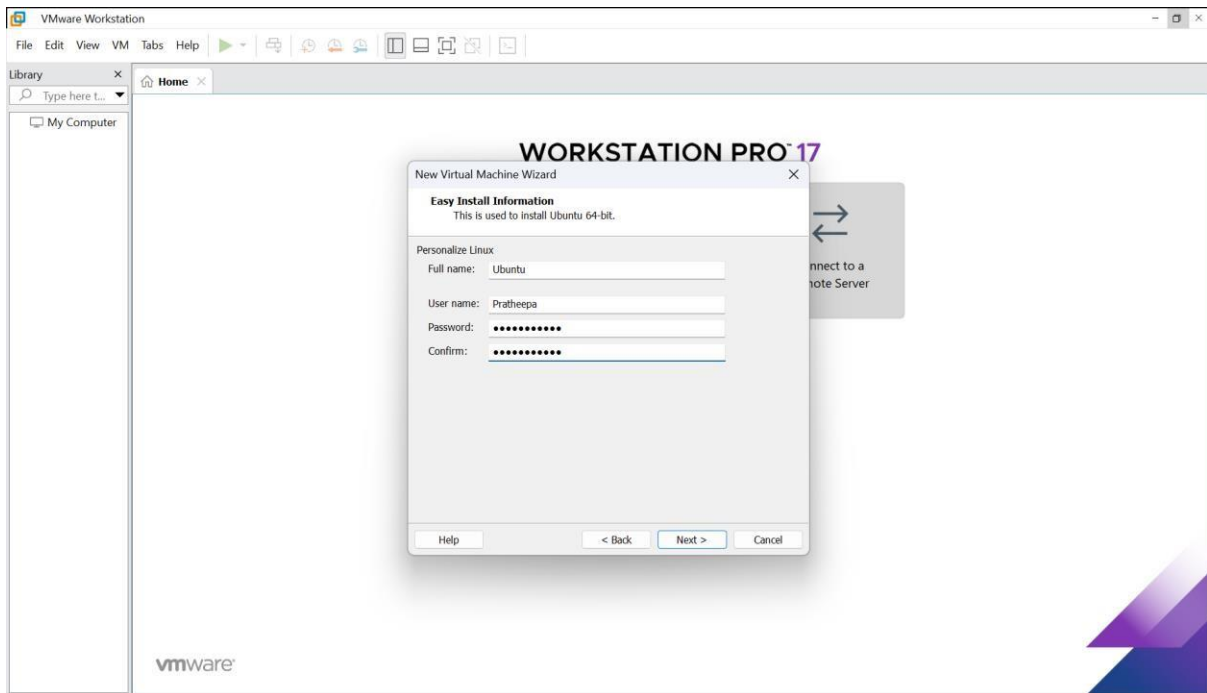 VMware Workstation
File Edit View VM Tabs Help
Library
Type here t...
My Computer
Home
WORKSTATION PRO™ 17
New Virtual Machine Wizard
Easy Install Information
This is used to install Ubuntu 64-bit.
Personalize Linux
Full name: Ubuntu
User name: Pratheepa
Password: •••••••••••
Confirm: •••••••••••
nnect to a
note Server
Help < Back Next > Cancel
vmware®